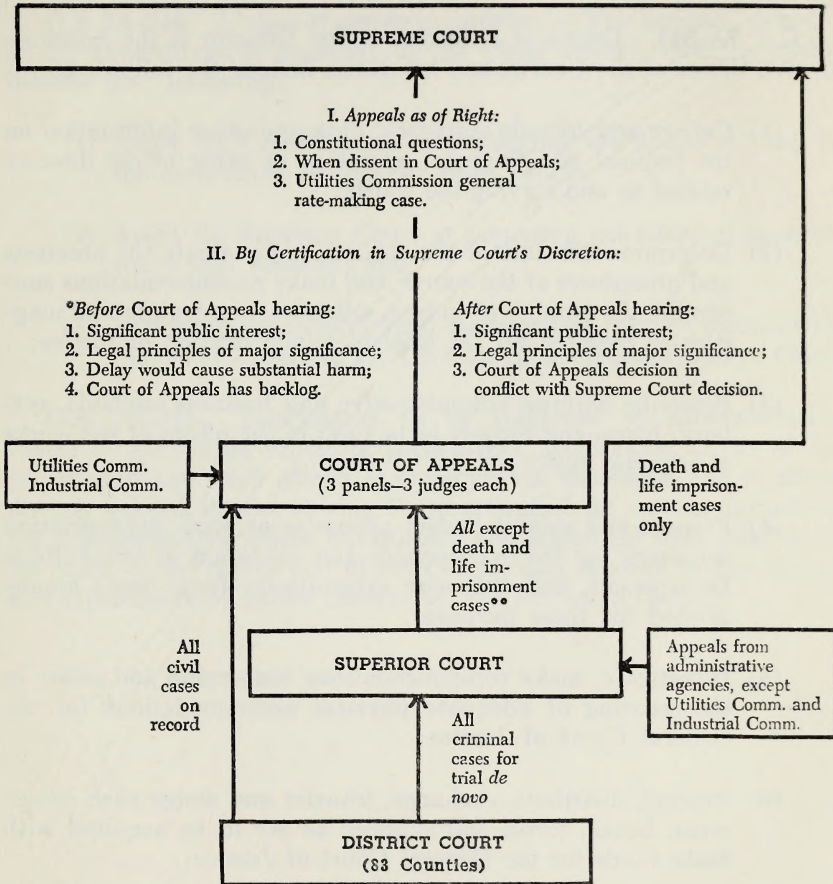 SUPREME COURT
I. Appeals as of Right:
1. Constitutional questions;
2. When dissent in Court of Appeals;
3. Utilities Commission general
rate-making case.
II. By Certification in Supreme Court's Discretion:
*Before Court of Appeals hearing:
1. Significant public interest;
2. Legal principles of major significance;
3. Delay would cause substantial harm;
4. Court of Appeals has backlog.
After Court of Appeals hearing:
1. Significant public interest;
2. Legal principles of major significance;
3. Court of Appeals decision in
conflict with Supreme Court decision.
Utilities Comm.
Industrial Comm.
COURT OF APPEALS
(3 panels—3 judges each)
Death and
life imprison-
ment cases
only
All except
death and
life im-
prisonment
cases**
All
civil
cases
on
record
SUPERIOR COURT
Appeals from
administrative
agencies, except
Utilities Comm. and
Industrial Comm.
All
criminal
cases for
trial de
novo
DISTRICT COURT
(83 Counties)